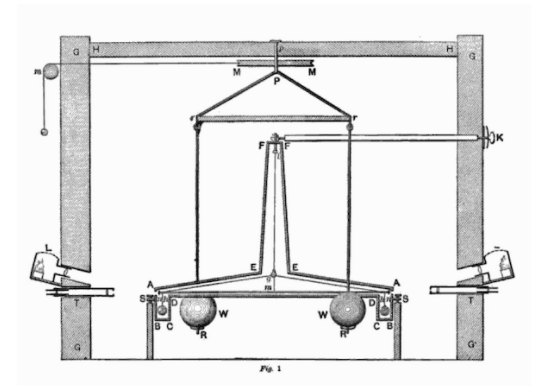 G H P H G
m M M
P
r r
F F K
L
E E
g
A m A
S D D S
T T
W W
B C C B
R R
G G
Fig. 1